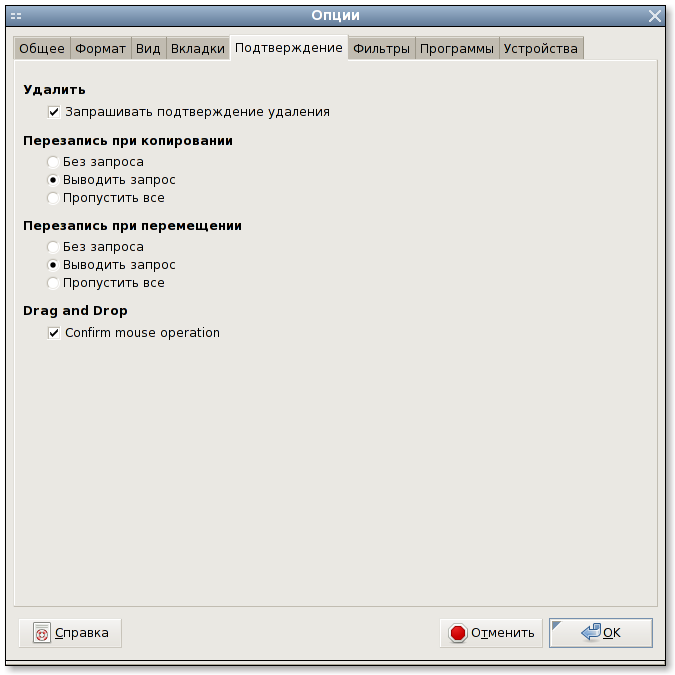 Опции
Общее Формат Вид Вкладки Подтверждение Фильтры Программы Устройства
Удалить
Запрашивать подтверждение удаления
Перезапись при копировании
Без запроса
Выводить запрос
Пропустить все
Перезапись при перемещении
Без запроса
Выводить запрос
Пропустить все
Drag and Drop
Confirm mouse operation
Справка Отменить OK